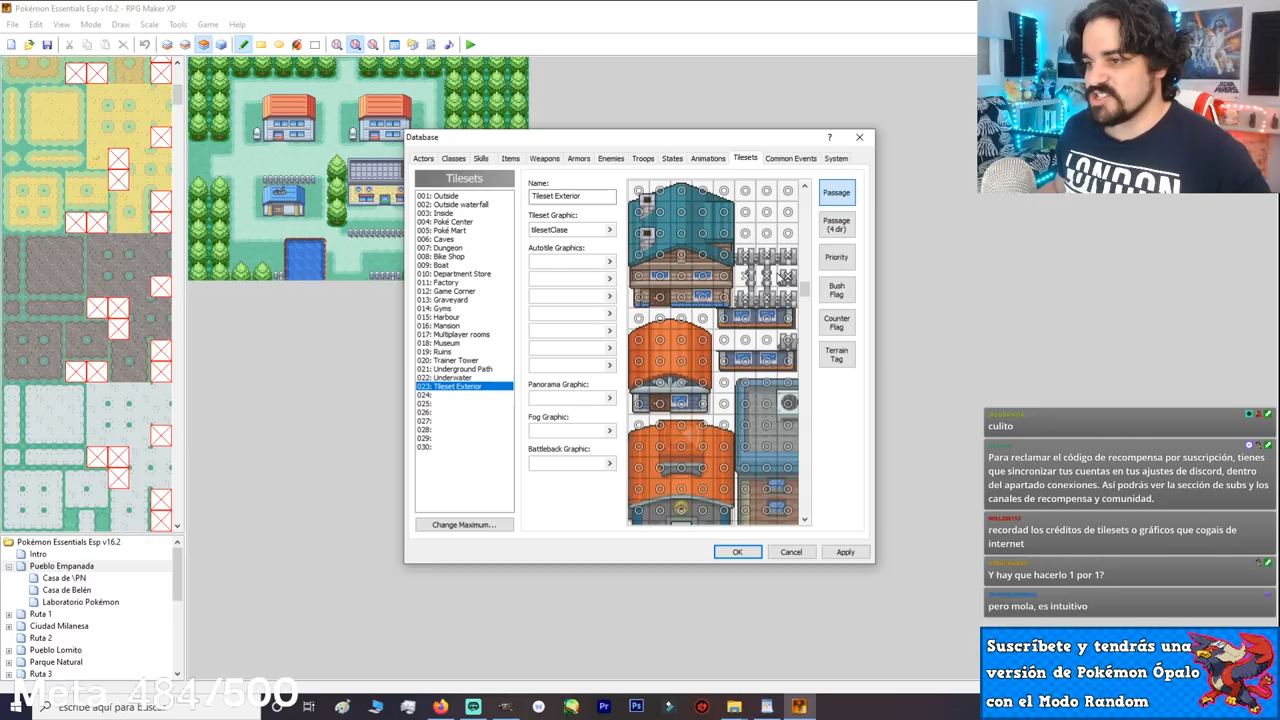 Pokémon Essentials Esp v16.2 - RPG Maker XP
File Edit View Mode Draw Scale Tools Game Help
Database
? ×
Actors Classes Skills Items Weapons Armors Enemies Troops States Animations Tilesets Common Events System
Tilesets
001: Outside
002: Outside waterfall
003: Inside
004: Poké Center
005: Poké Mart
006: Caves
007: Dungeon
008: Bike Shop
009: Boat
010: Department Store
011: Factory
012: Game Corner
013: Graveyard
014: Gyms
015: Harbour
016: Mansion
017: Multiplayer rooms
018: Museum
019: Ruins
020: Trainer Tower
021: Underground Path
022: Underwater
023: Tileset Exterior
024:
025:
026:
027:
028:
029:
030:
Change Maximum...
Name:
Tileset Exterior
Tileset Graphic:
tilesetClase
Autotile Graphics:
Panorama Graphic:
Fog Graphic:
Battleback Graphic:
Passage
Passage
(4 dir)
Priority
Bush
Flag
Counter
Flag
Terrain
Tag
OK Cancel Apply
Pokémon Essentials Esp v16.2
Intro
Pueblo Empanada
Casa de \PN
Casa de Belén
Laboratorio Pokémon
Ruta 1
Ciudad Milanesa
Ruta 2
Pueblo Lomito
Parque Natural
Ruta 3
Meta 484/500
Escribe aquí para buscar
LONDON
culito
Para reclamar el código de recompensa por suscripción, tienes
que sincronizar tus cuentas en tus ajustes de discord, dentro
del apartado conexiones. Así podrás ver la sección de subs y los
canales de recompensa y comunidad.
recordad los créditos de tilesets o gráficos que cogais de
internet
Y hay que hacerlo 1 por 1?
pero mola, es intuitivo
Suscríbete y tendrás una
versión de Pokémon Ópalo
con el Modo Random